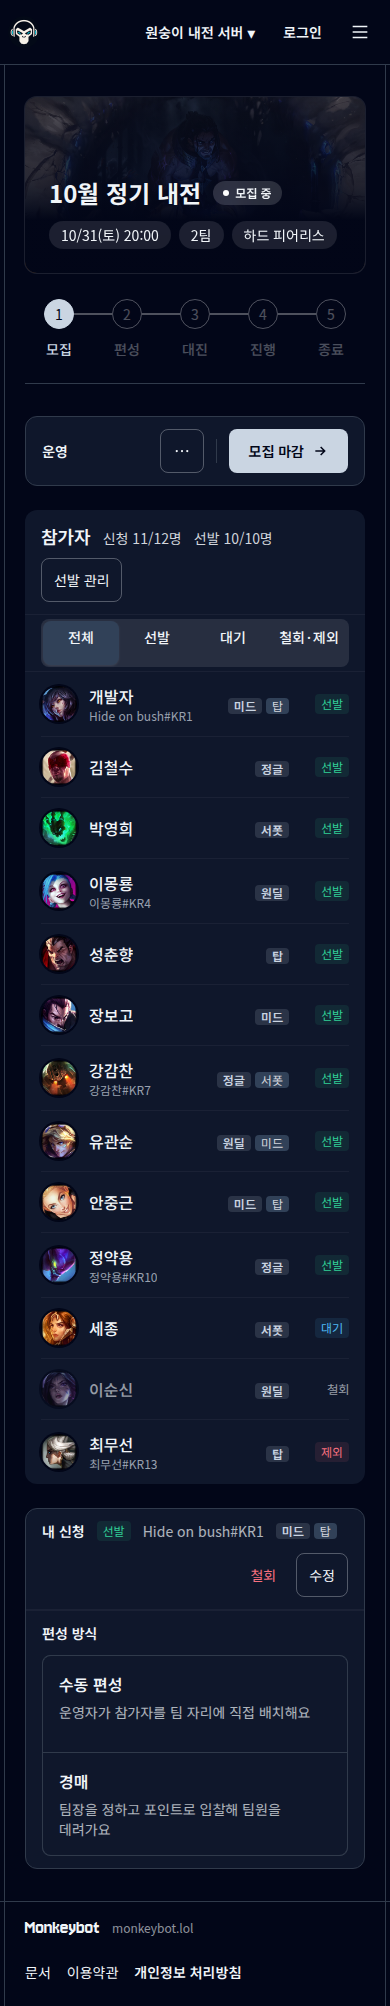 원숭이 내전 서버 ▾ 로그인
10월 정기 내전 모집 중
10/31(토) 20:00 2팀 하드 피어리스
1 2 3 4 5
모집 편성 대진 진행 종료
운영 ... 모집 마감 →
참가자 신청 11/12명 선발 10/10명
선발 관리
전체 선발 대기 철회·제외
개발자 미드 탑 선발
Hide on bush#KR1
김철수 정글 선발
박영희 서폿 선발
이몽룡 원딜 선발
이몽룡#KR4
성춘향 탑 선발
장보고 미드 선발
강감찬 정글 서폿 선발
강감찬#KR7
유관순 원딜 미드 선발
안중근 미드 탑 선발
정약용 정글 선발
정약용#KR10
세종 서폿 대기
이순신 원딜 철회
최무선 탑 제외
최무선#KR13
내 신청 선발 Hide on bush#KR1 미드 탑
철회 수정
편성 방식
수동 편성
운영자가 참가자를 팀 자리에 직접 배치해요
경매
팀장을 정하고 포인트로 입찰해 팀원을
데려가요
Monkeybot monkeybot.lol
문서 이용약관 개인정보 처리방침